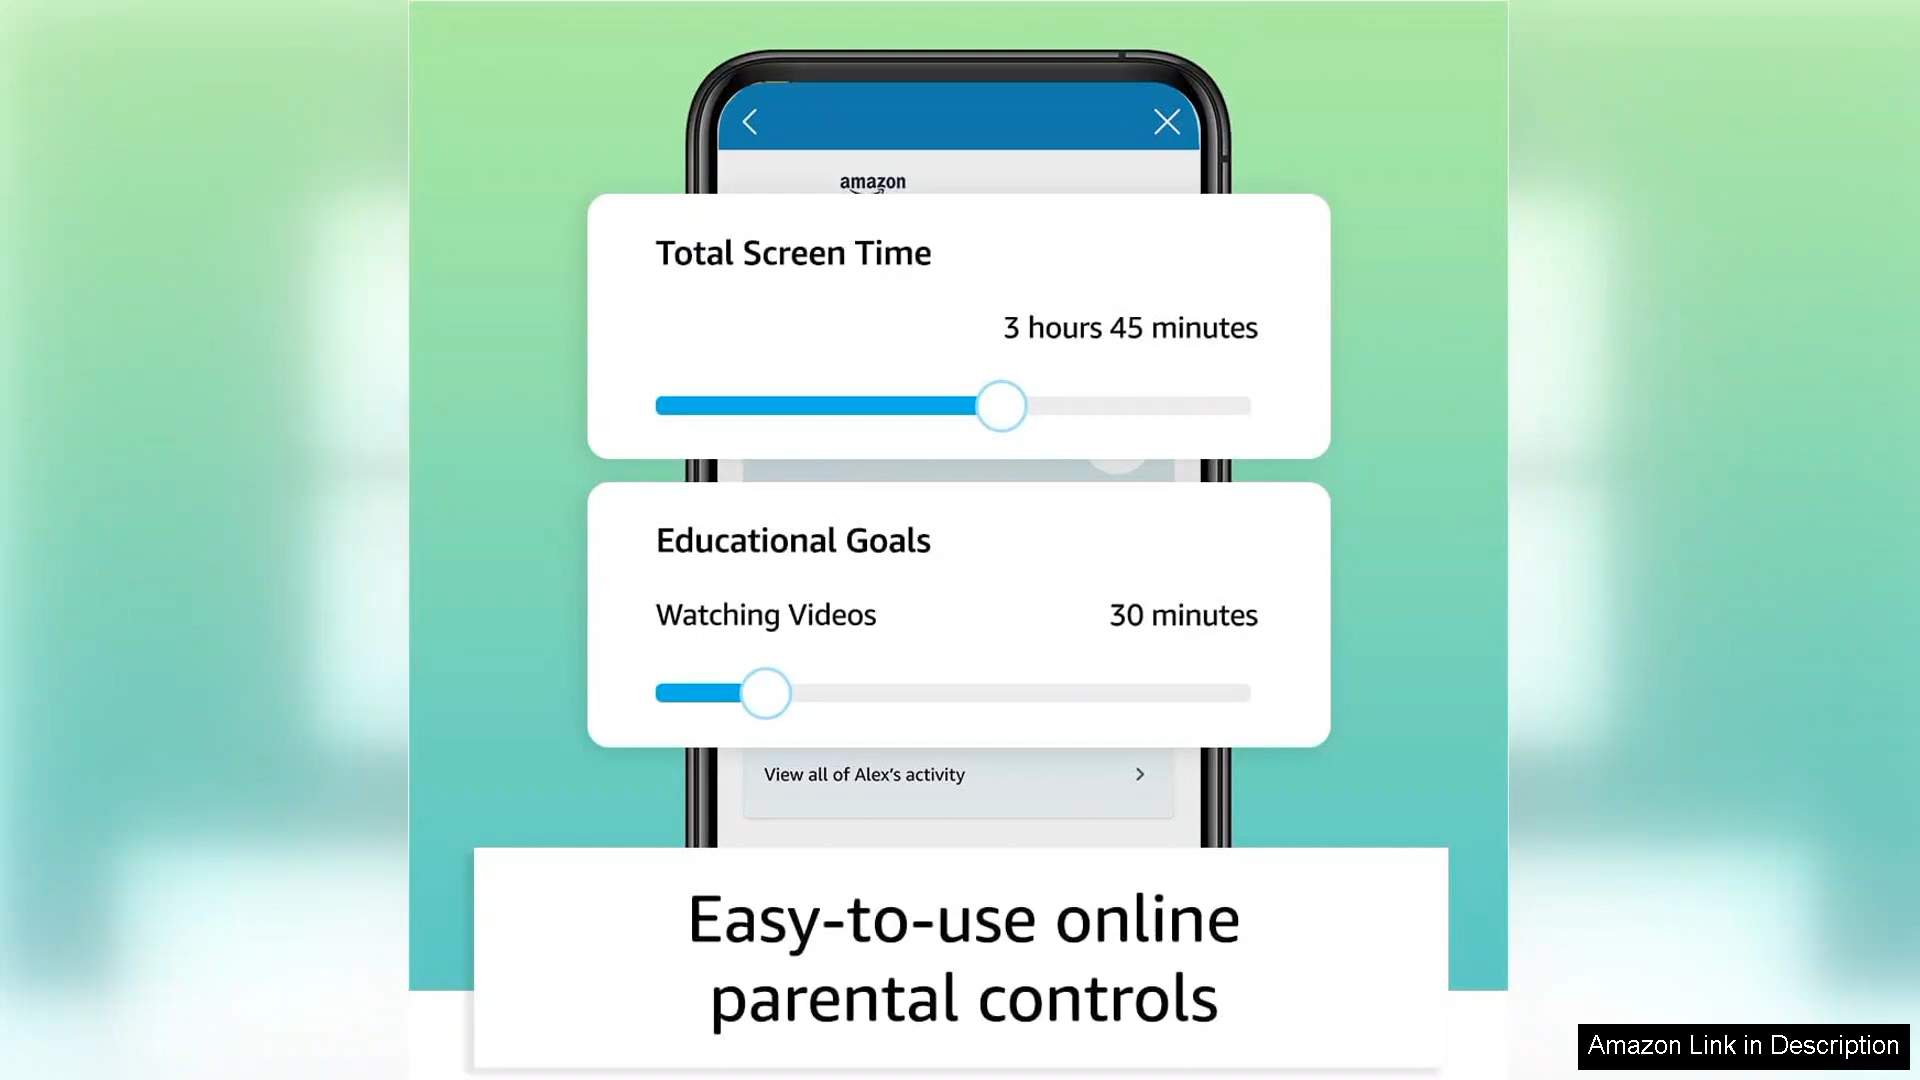 amazon
Total Screen Time
3 hours 45 minutes
Educational Goals
Watching Videos 30 minutes
View all of Alex's activity
Easy-to-use online
parental controls
Amazon Link in Description